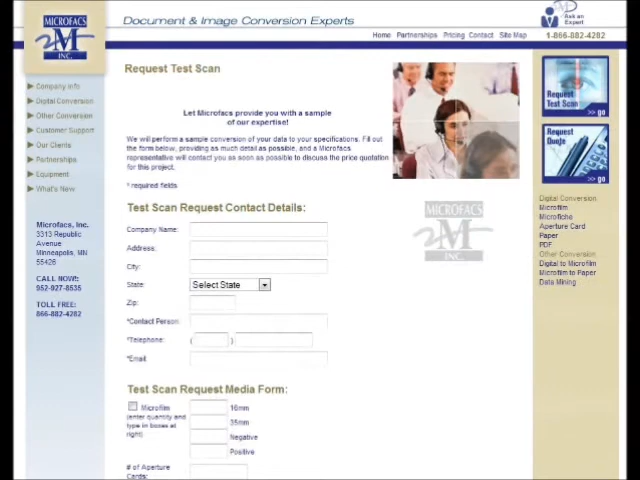 MICROFACS
M
INC.
Document & Image Conversion Experts
Ask an
Expert
Home Partnerships Pricing Contact Site Map
1-866-882-4282
Company Info
Digital Conversion
Other Conversion
Customer Support
Our Clients
Partnerships
Equipment
What's New
Microfacs, Inc.
3313 Republic
Avenue
Minneapolis, MN
55426
CALL NOW:
952-927-8535
TOLL FREE:
866-882-4282
Request Test Scan
Let Microfacs provide you with a sample
of our expertise!
We will perform a sample conversion of your data to your specifications. Fill out
the form below, providing as much detail as possible, and a Microfacs
representative will contact you as soon as possible to discuss the price quotation
for this project.
* required fields
Test Scan Request Contact Details:
Company Name:
Address:
City:
State: Select State
Zip:
*Contact Person:
*Telephone: ( )
*Email:
Test Scan Request Media Form:
Microfilm
(enter quantity and
type in boxes at
right)
16mm
35mm
Negative
Positive
# of Aperture
Cards:
MICROFACS
M
INC.
Request
Test Scan
>> go
Request
Quote
>> go
Digital Conversion
Microfilm
Microfiche
Aperture Card
Paper
PDF
Other Conversion
Digital to Microfilm
Microfilm to Paper
Data Mining